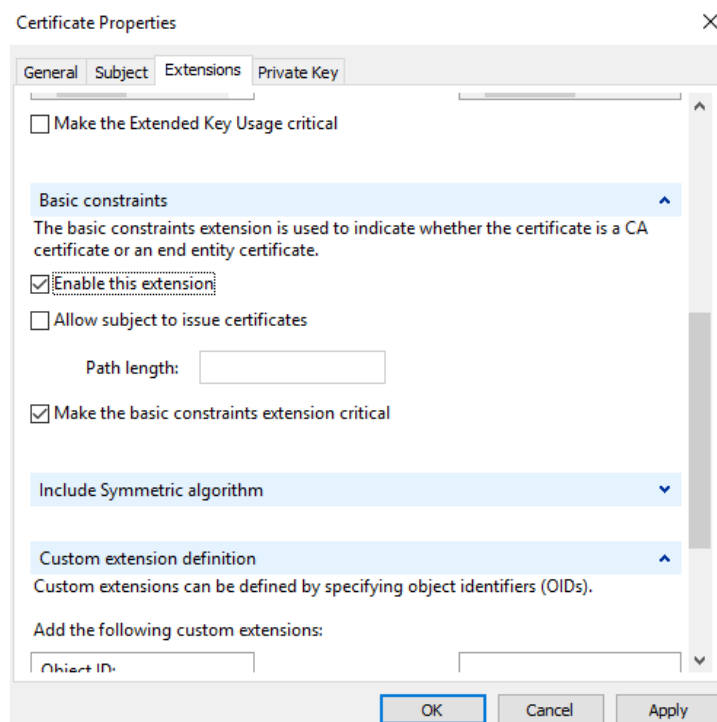 Certificate Properties
General Subject Extensions Private Key
Make the Extended Key Usage critical
Basic constraints
The basic constraints extension is used to indicate whether the certificate is a CA
certificate or an end entity certificate.
Enable this extension
Allow subject to issue certificates
Path length:
Make the basic constraints extension critical
Include Symmetric algorithm
Custom extension definition
Custom extensions can be defined by specifying object identifiers (OIDs).
Add the following custom extensions:
Object ID:
OK Cancel Apply